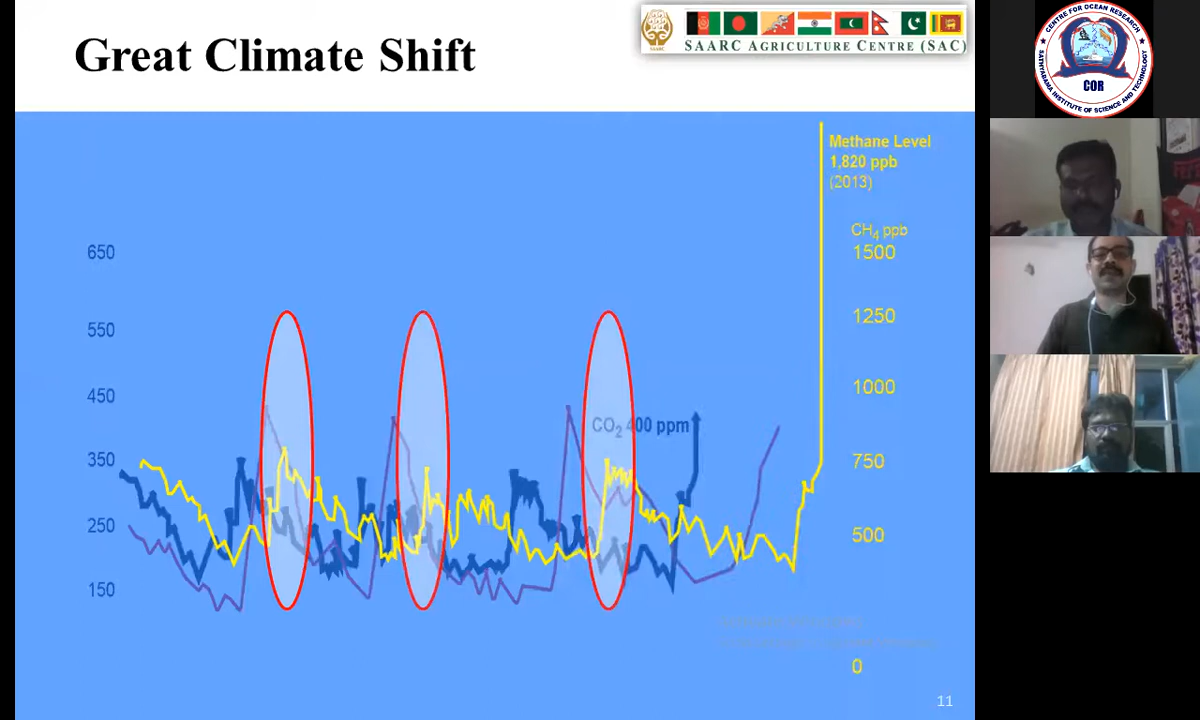 Great Climate Shift
SAARC
SAARC AGRICULTURE CENTRE (SAC)
CENTRE FOR OCEAN RESEARCH
COR
SATHYABAMA INSTITUTE OF SCIENCE AND TECHNOLOGY
Methane Level
1,820 ppb
(2013)
CH₄ ppb
650
1500
550
1250
450
1000
CO₂ 400 ppm
350
750
250
500
150
0
11